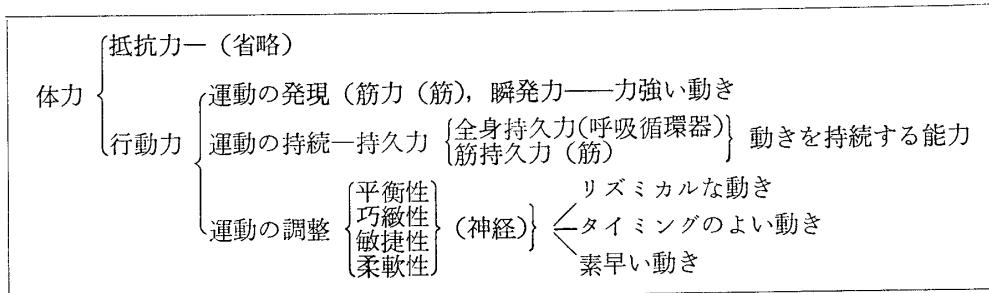 抵抗力―（省略）
体力
運動の発現（筋力（筋），瞬発力――力強い動き
行動力 運動の持続―持久力 全身持久力(呼吸循環器) 動きを持続する能力
筋持久力（筋）
平衡性 リズミカルな動き
巧緻性
運動の調整 （神経） タイミングのよい動き
敏捷性
柔軟性 素早い動き